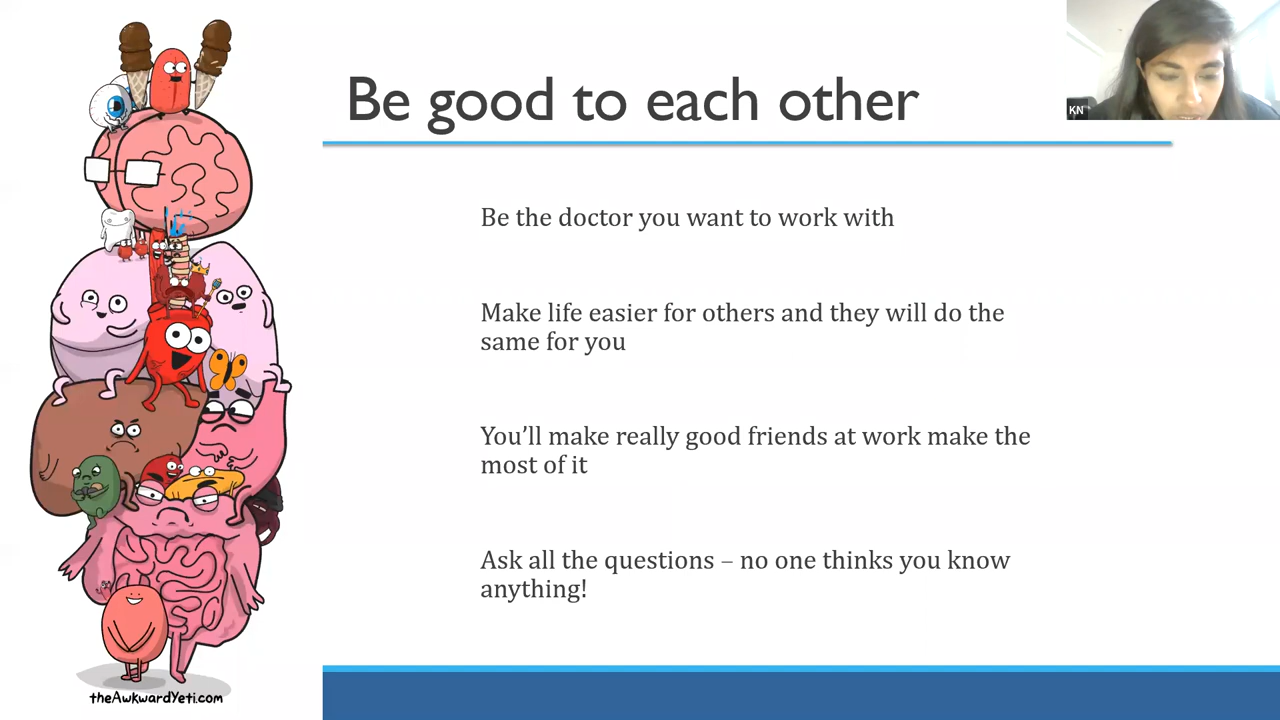 Be good to each other
KN
Be the doctor you want to work with
Make life easier for others and they will do the
same for you
You’ll make really good friends at work make the
most of it
Ask all the questions – no one thinks you know
anything!
theAwkwardYeti.com